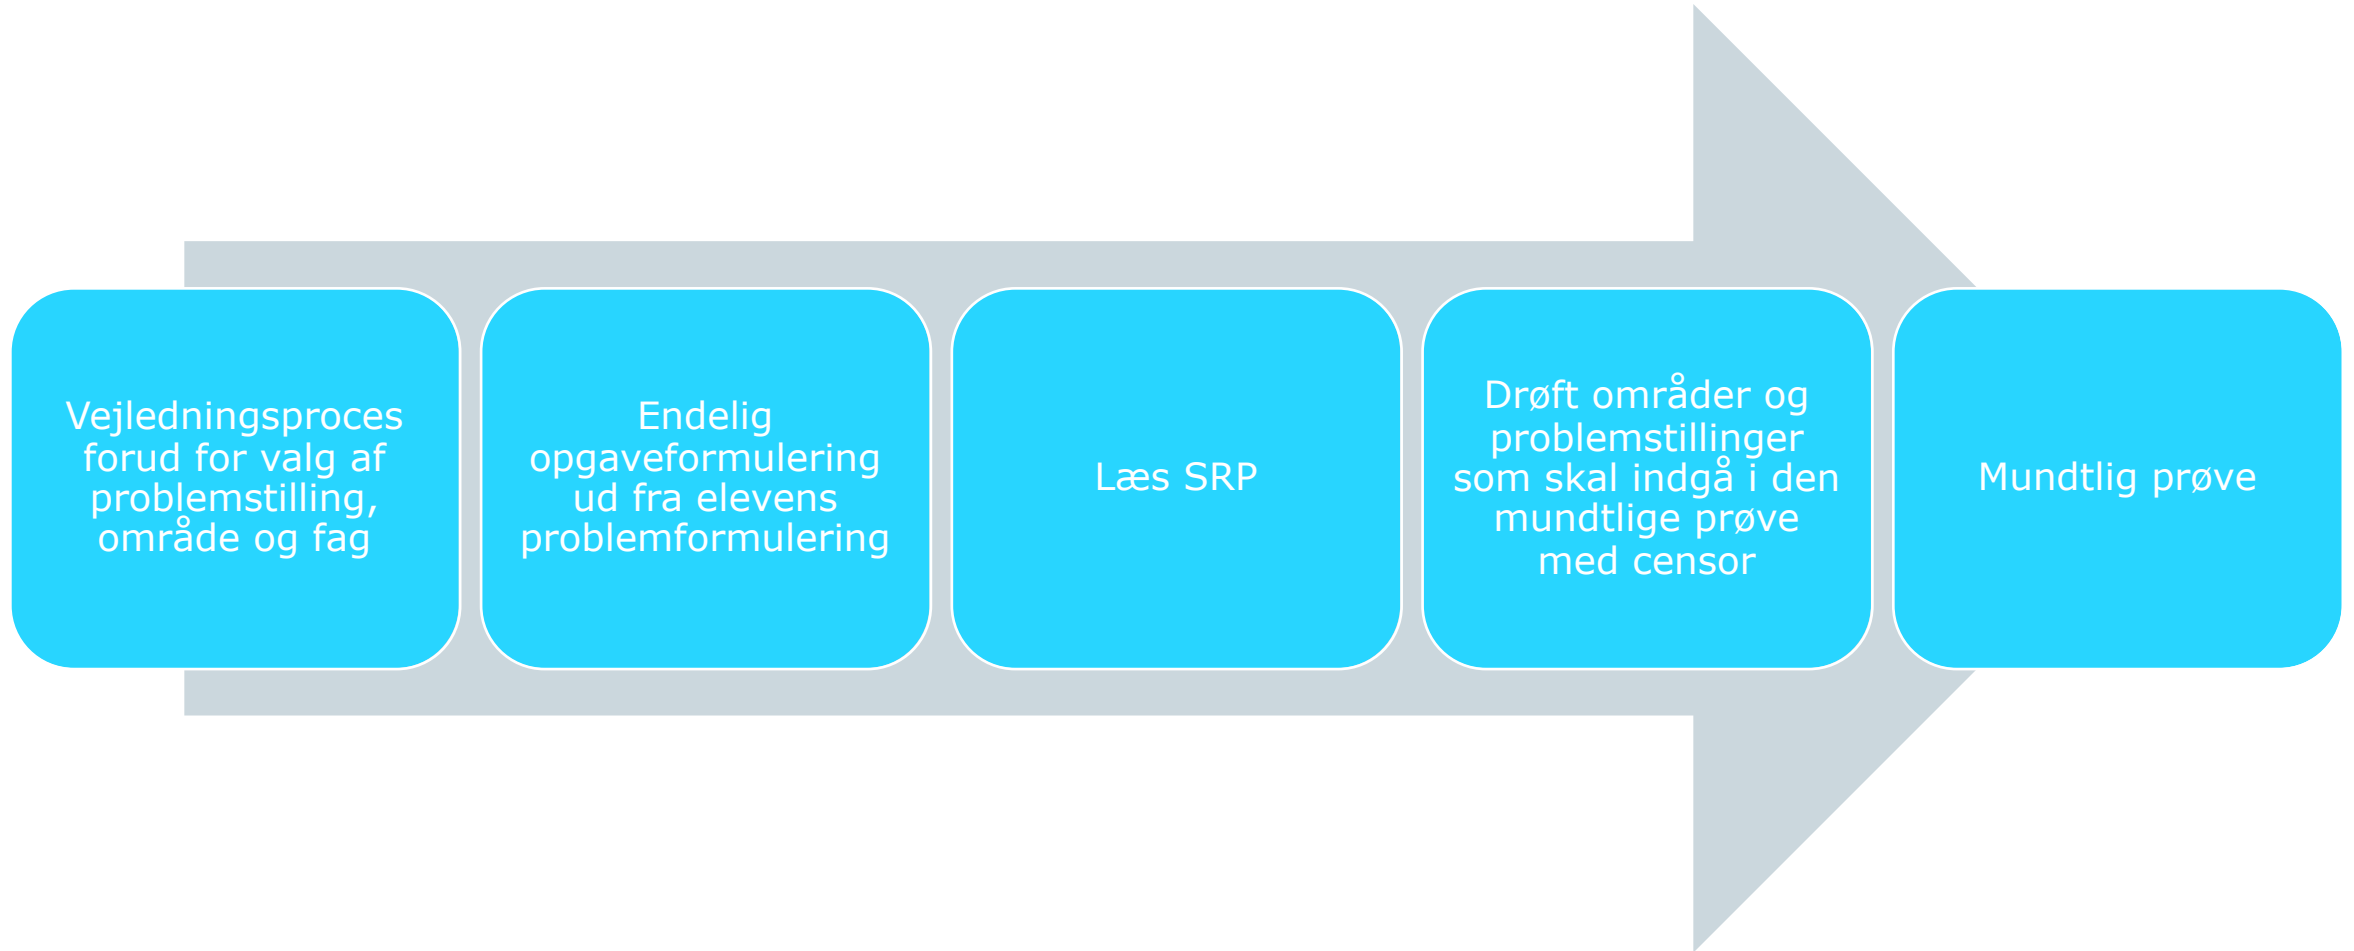 Vejledningsproces
forud for valg af
problemstilling,
område og fag
Endelig
opgaveformulering
ud fra elevens
problemformulering
Læs SRP
Drøft områder og
problemstillinger
som skal indgå i den
mundtlige prøve
med censor
Mundtlig prøve